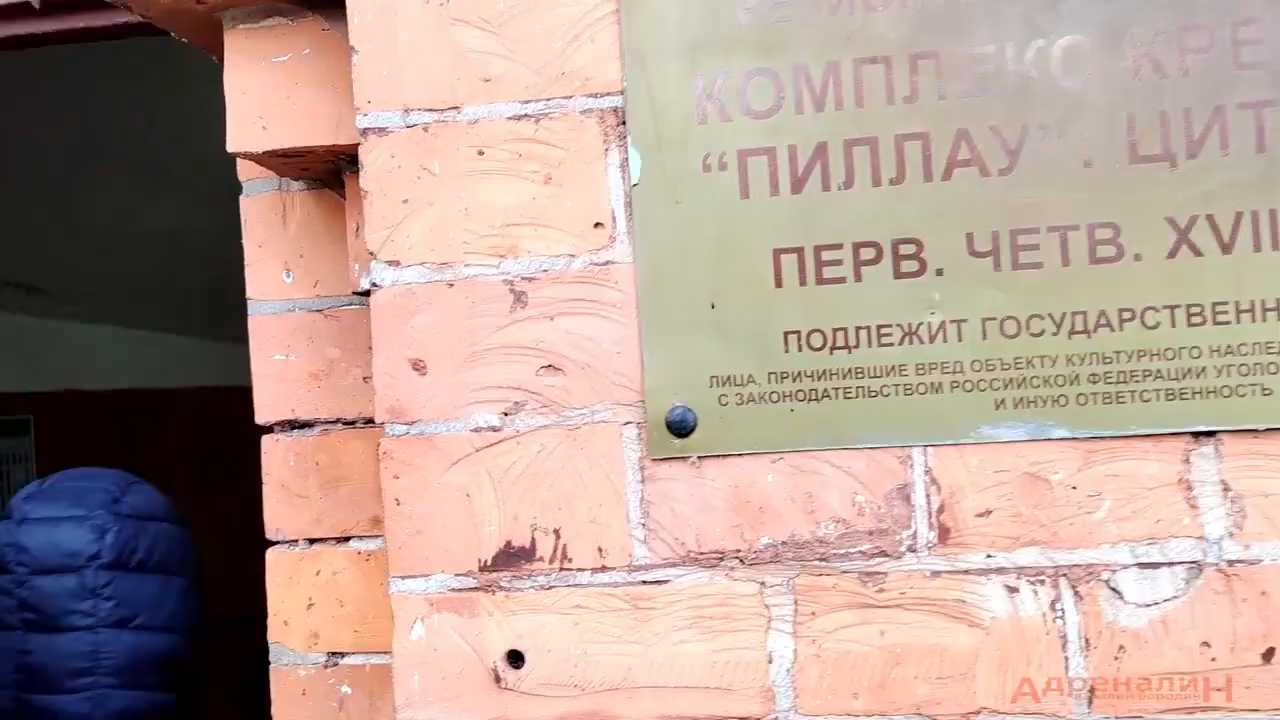 КОМПЛЕКС КРЕ
"ПИЛЛАУ". ЦИТ
ПЕРВ. ЧЕТВ. XVII
ПОДЛЕЖИТ ГОСУДАРСТВЕНН
ЛИЦА, ПРИЧИНИВШИЕ ВРЕД ОБЪЕКТУ КУЛЬТУРНОГО НАСЛЕД
С ЗАКОНОДАТЕЛЬСТВОМ РОССИЙСКОЙ ФЕДЕРАЦИИ УГОЛО
И ИНУЮ ОТВЕТСТВЕННОСТЬ
АдреналиН